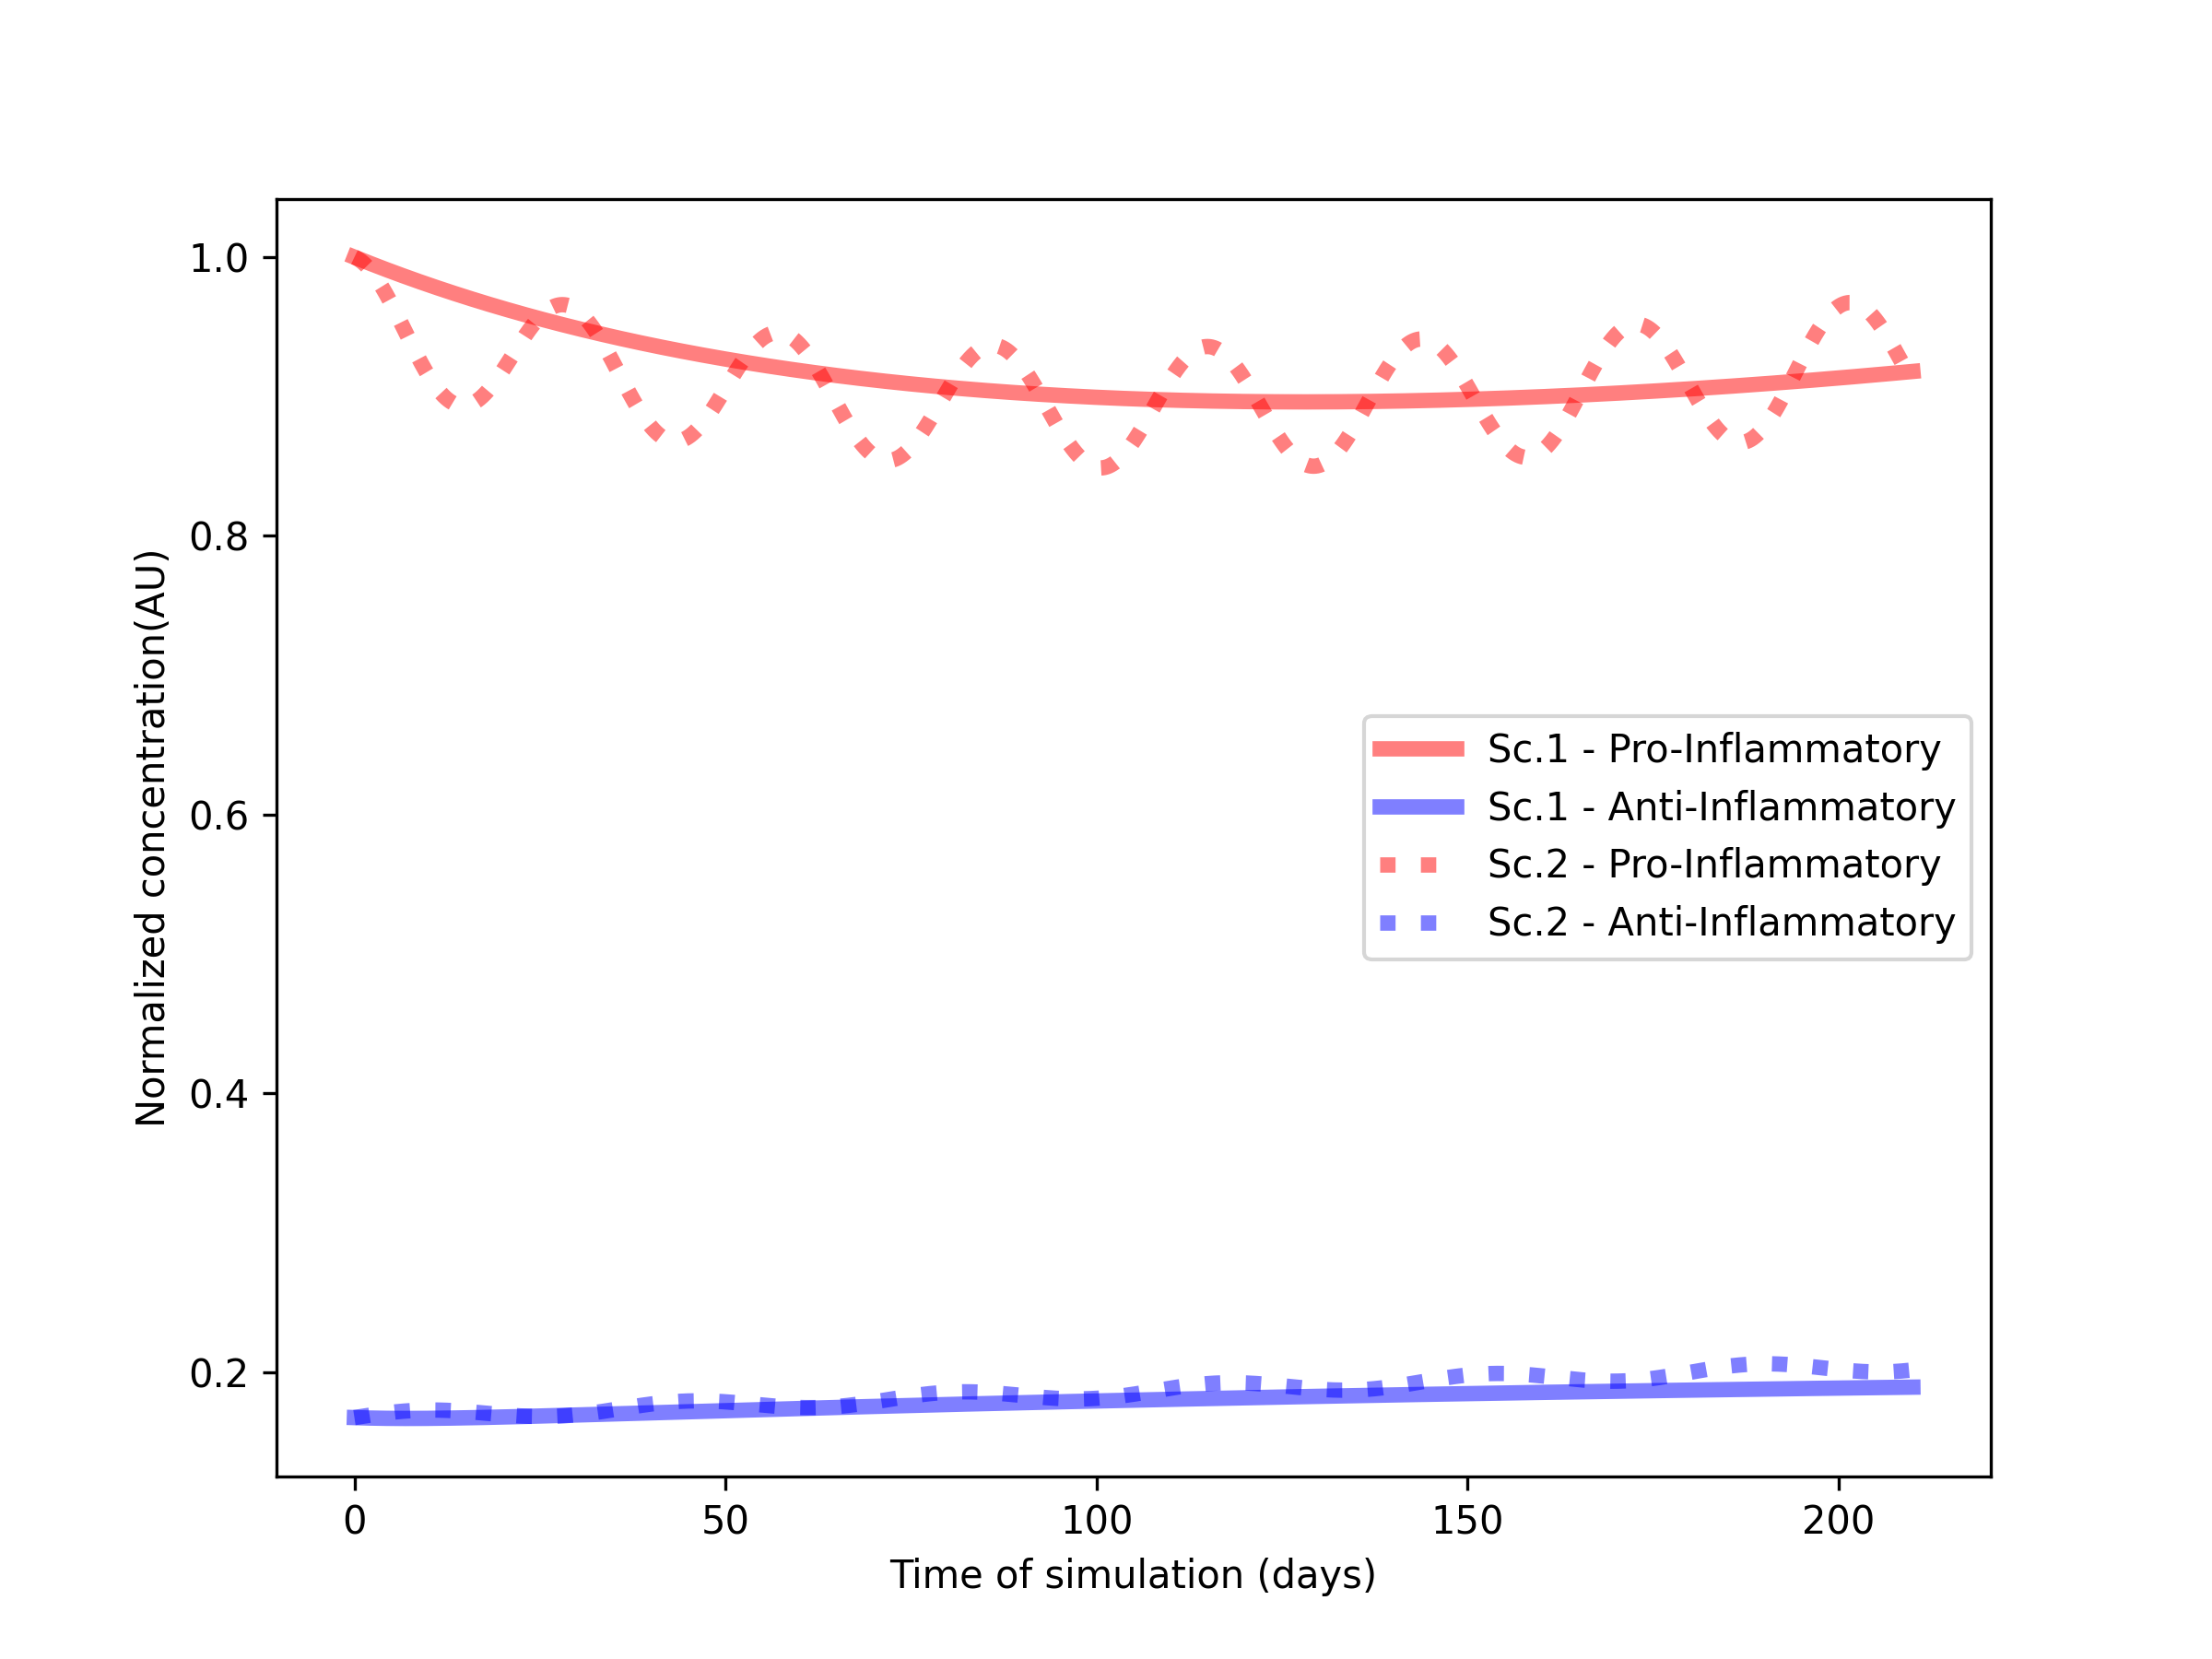 1.0
0.8
0.6
0.4
0.2
Normalized concentration(AU)
Sc.1 - Pro-Inflammatory
Sc.1 - Anti-Inflammatory
Sc.2 - Pro-Inflammatory
Sc.2 - Anti-Inflammatory
0 50 100 150 200
Time of simulation (days)